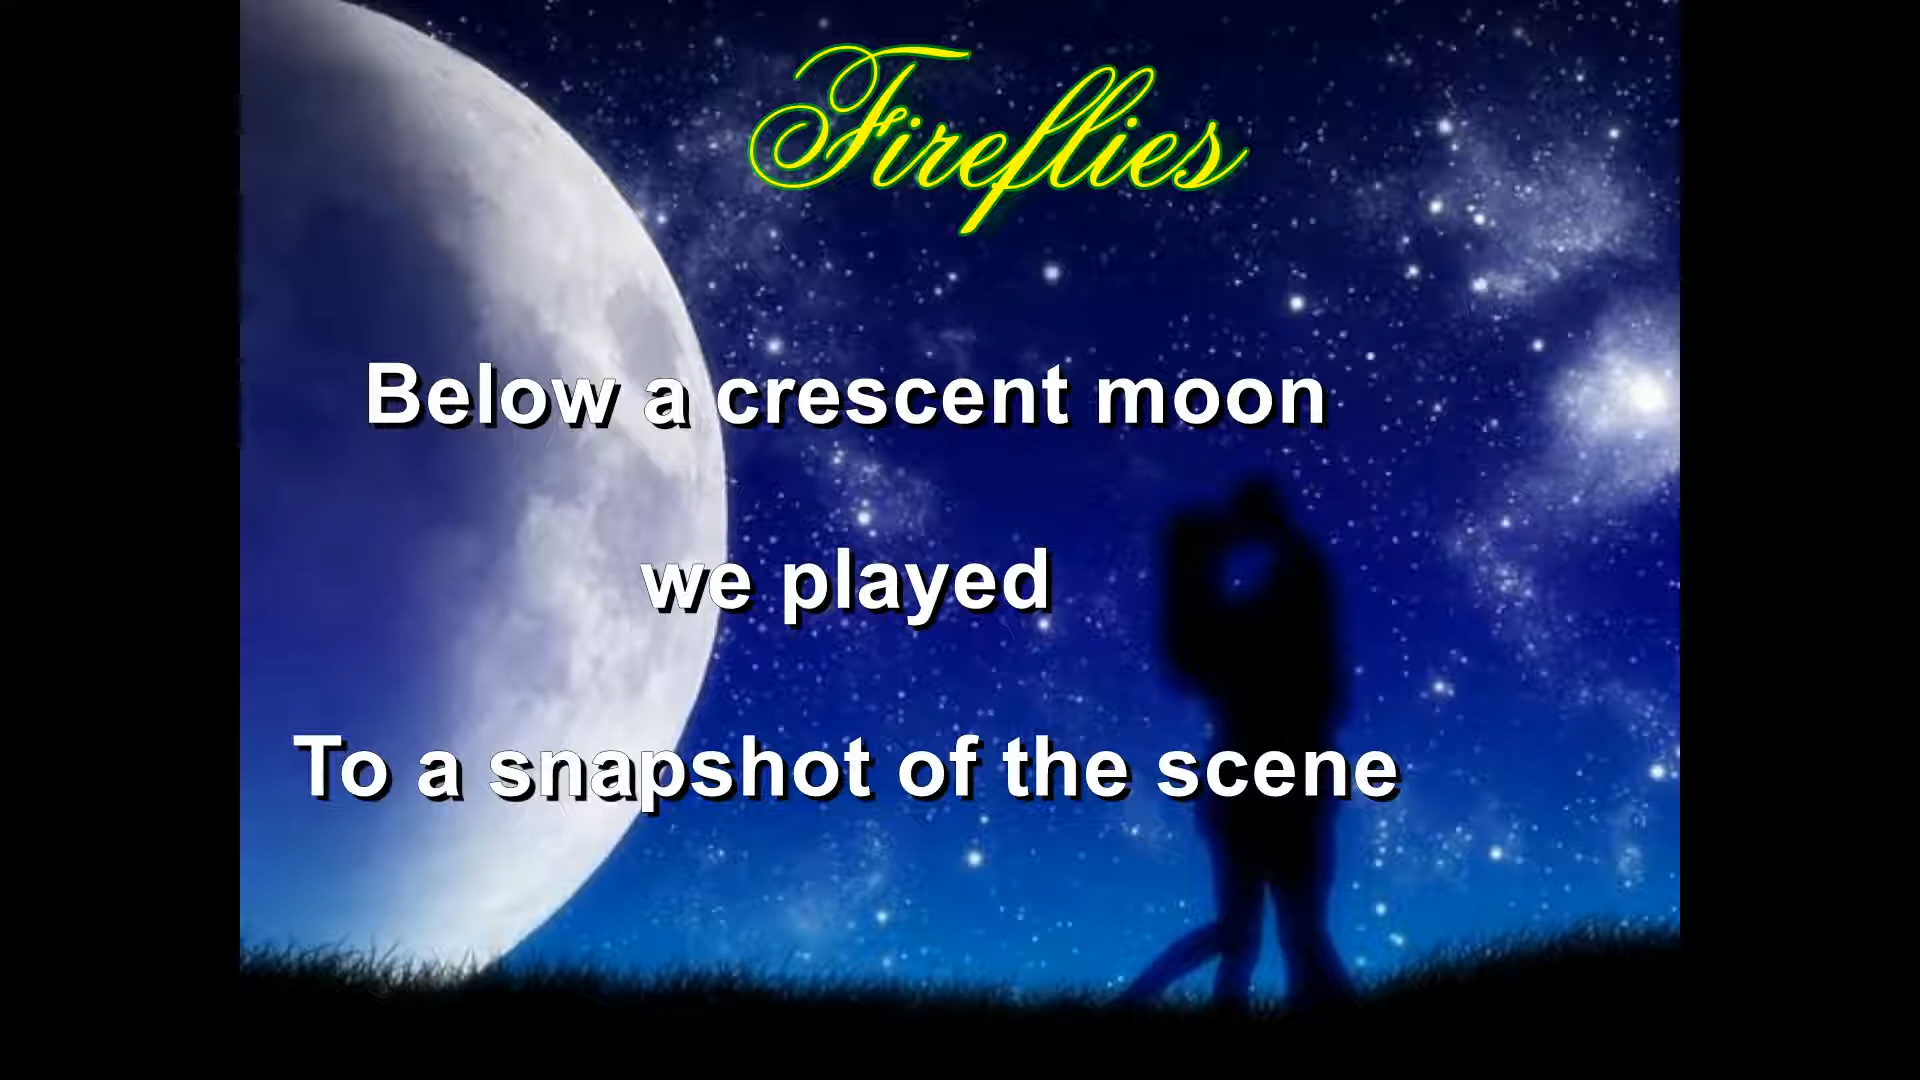 Fireflies
Below a crescent moon
we played
To a snapshot of the scene